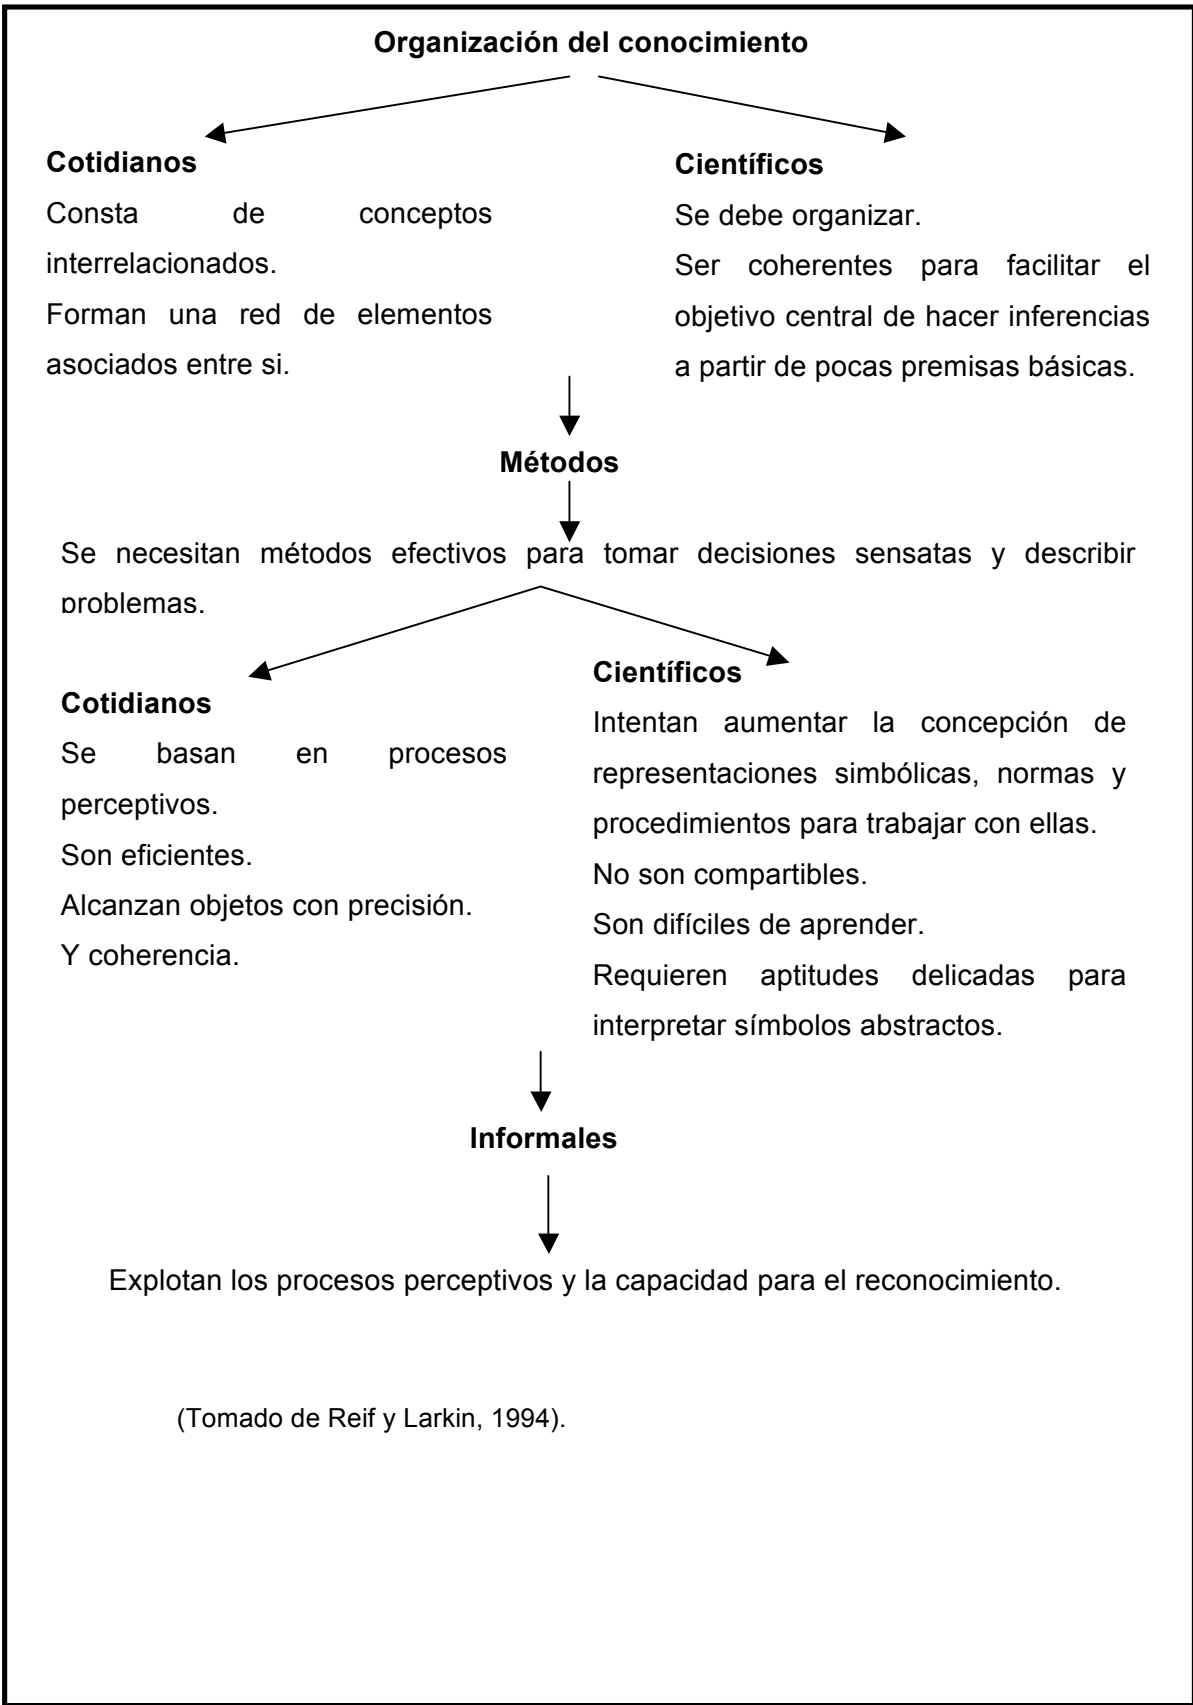 Organización del conocimiento
Cotidianos
Consta de conceptos
interrelacionados.
Forman una red de elementos
asociados entre si.
Científicos
Se debe organizar.
Ser coherentes para facilitar el
objetivo central de hacer inferencias
a partir de pocas premisas básicas.
Métodos
Se necesitan métodos efectivos para tomar decisiones sensatas y describir
problemas.
Cotidianos
Se basan en procesos
perceptivos.
Son eficientes.
Alcanzan objetos con precisión.
Y coherencia.
Científicos
Intentan aumentar la concepción de
representaciones simbólicas, normas y
procedimientos para trabajar con ellas.
No son compartibles.
Son difíciles de aprender.
Requieren aptitudes delicadas para
interpretar símbolos abstractos.
Informales
Explotan los procesos perceptivos y la capacidad para el reconocimiento.
(Tomado de Reif y Larkin, 1994).